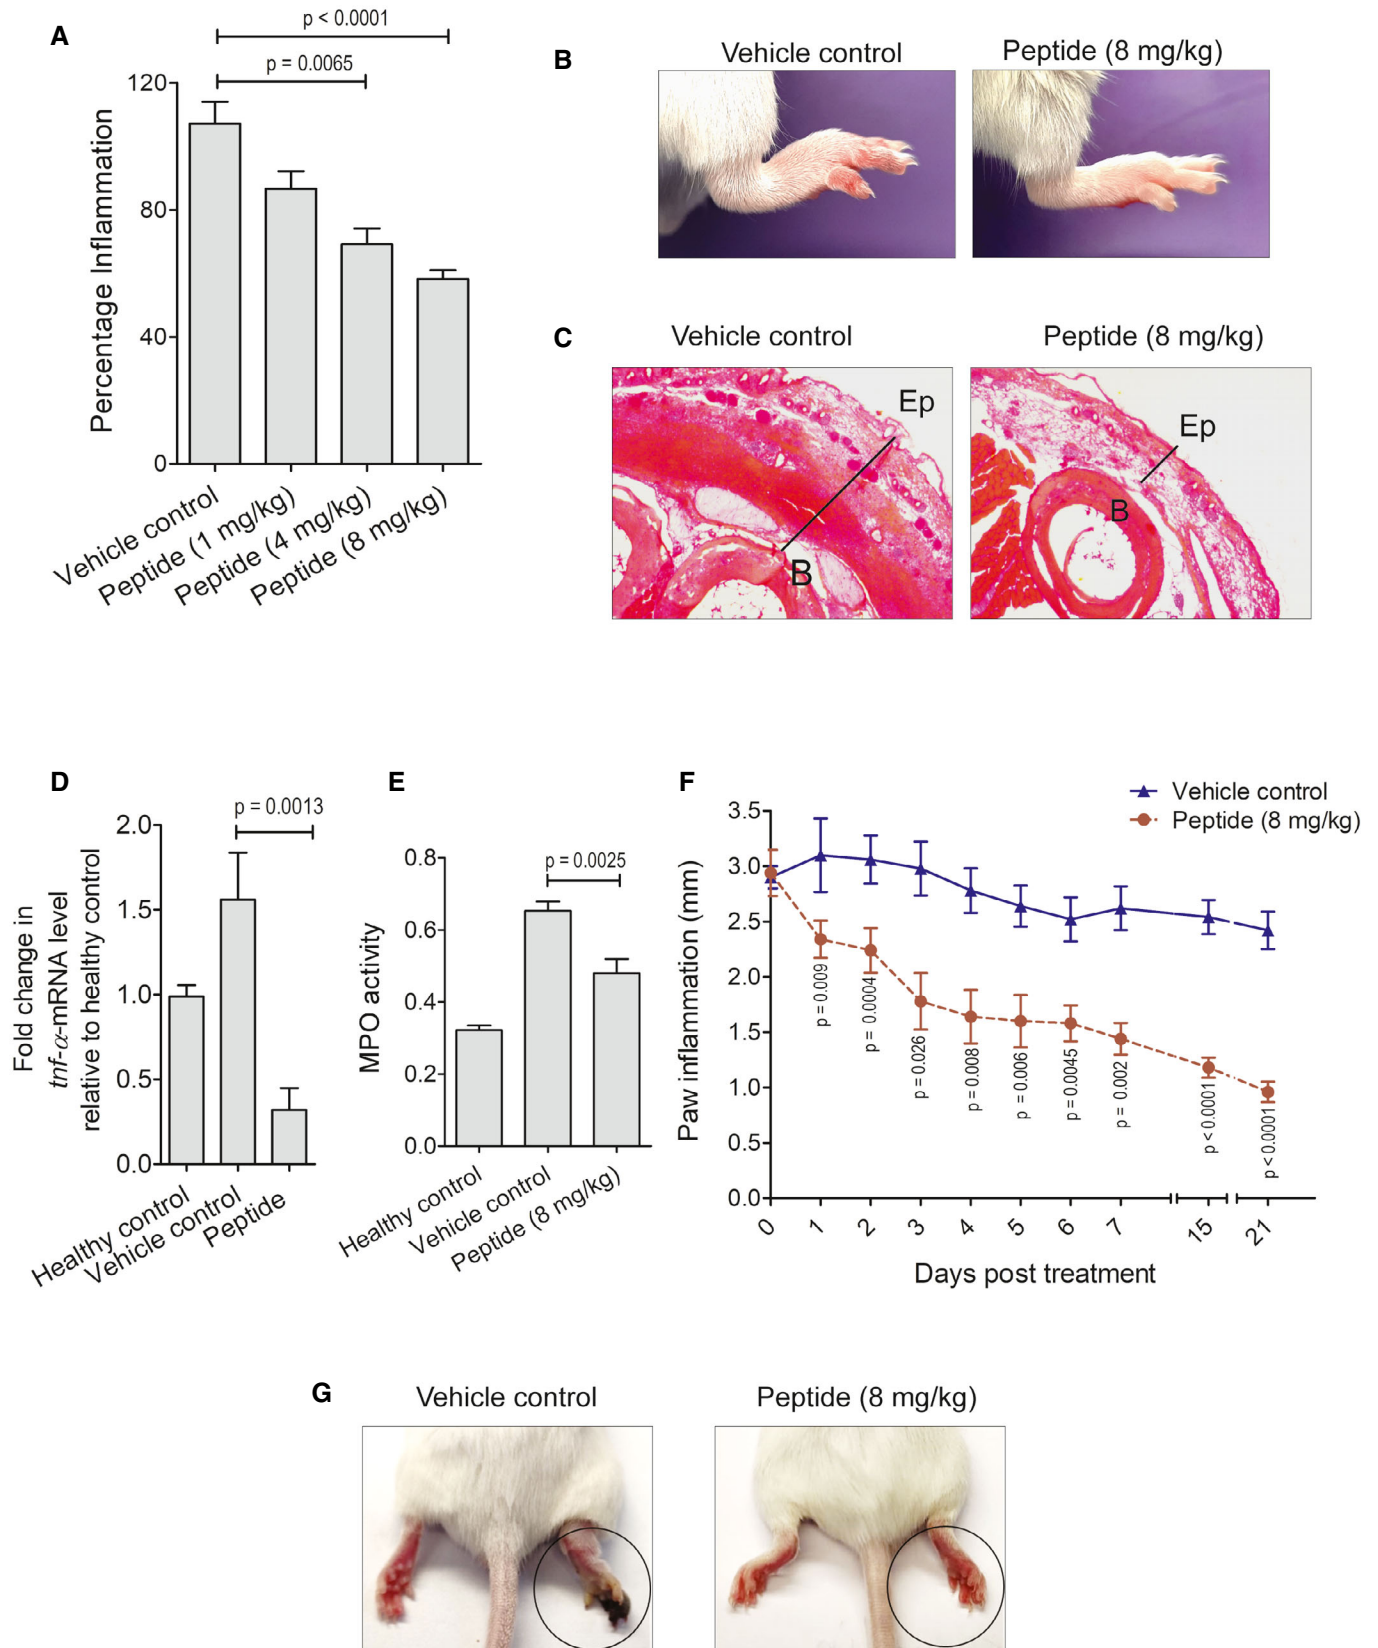 A
p < 0.0001
p = 0.0065
120
80
40
0
Percentage Inflammation
Vehicle control
Peptide (1 mg/kg)
Peptide (4 mg/kg)
Peptide (8 mg/kg)
B
Vehicle control
Peptide (8 mg/kg)
C
Vehicle control
Peptide (8 mg/kg)
Ep
B
Ep
B
D
p = 0.0013
2.0
1.5
1.0
0.5
0.0
Fold change in
tnf-α-mRNA level
relative to healthy control
Healthy control
Vehicle control
Peptide
E
p = 0.0025
0.8
0.6
0.4
0.2
0.0
MPO activity
Healthy control
Vehicle control
Peptide (8 mg/kg)
F
Vehicle control
Peptide (8 mg/kg)
3.5
3.0
2.5
2.0
1.5
1.0
0.5
0.0
Paw inflammation (mm)
p = 0.009
p = 0.0004
p = 0.026
p = 0.008
p = 0.006
p = 0.0045
p = 0.002
p < 0.0001
p < 0.0001
0
1
2
3
4
5
6
7
15
21
Days post treatment
G
Vehicle control
Peptide (8 mg/kg)